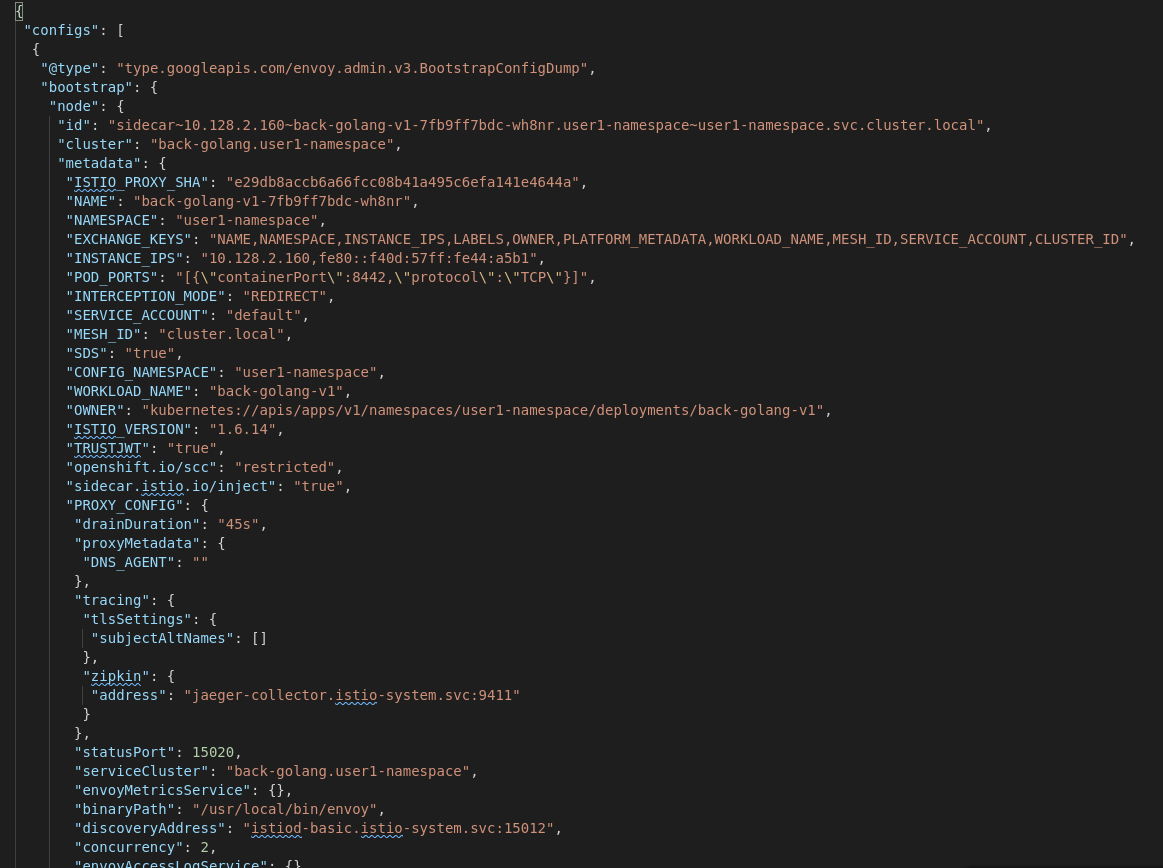 {
"configs": [
{
"@type": "type.googleapis.com/envoy.admin.v3.BootstrapConfigDump",
"bootstrap": {
"node": {
"id": "sidecar~10.128.2.160~back-golang-v1-7fb9ff7bdc-wh8nr.user1-namespace~user1-namespace.svc.cluster.local",
"cluster": "back-golang.user1-namespace",
"metadata": {
"ISTIO_PROXY_SHA": "e29db8accb6a66fcc08b41a495c6efa141e4644a",
"NAME": "back-golang-v1-7fb9ff7bdc-wh8nr",
"NAMESPACE": "user1-namespace",
"EXCHANGE_KEYS": "NAME,NAMESPACE,INSTANCE_IPS,LABELS,OWNER,PLATFORM_METADATA,WORKLOAD_NAME,MESH_ID,SERVICE_ACCOUNT,CLUSTER_ID",
"INSTANCE_IPS": "10.128.2.160,fe80::f40d:57ff:fe44:a5b1",
"POD_PORTS": "[{\"containerPort\":8442,\"protocol\":\"TCP\"}]",
"INTERCEPTION_MODE": "REDIRECT",
"SERVICE_ACCOUNT": "default",
"MESH_ID": "cluster.local",
"SDS": "true",
"CONFIG_NAMESPACE": "user1-namespace",
"WORKLOAD_NAME": "back-golang-v1",
"OWNER": "kubernetes://apis/apps/v1/namespaces/user1-namespace/deployments/back-golang-v1",
"ISTIO_VERSION": "1.6.14",
"TRUSTJWT": "true",
"openshift.io/scc": "restricted",
"sidecar.istio.io/inject": "true",
"PROXY_CONFIG": {
"drainDuration": "45s",
"proxyMetadata": {
"DNS_AGENT": ""
},
"tracing": {
"tlsSettings": {
"subjectAltNames": []
},
"zipkin": {
"address": "jaeger-collector.istio-system.svc:9411"
}
},
"statusPort": 15020,
"serviceCluster": "back-golang.user1-namespace",
"envoyMetricsService": {},
"binaryPath": "/usr/local/bin/envoy",
"discoveryAddress": "istiod-basic.istio-system.svc:15012",
"concurrency": 2,
"envoyAccessLogService": {}